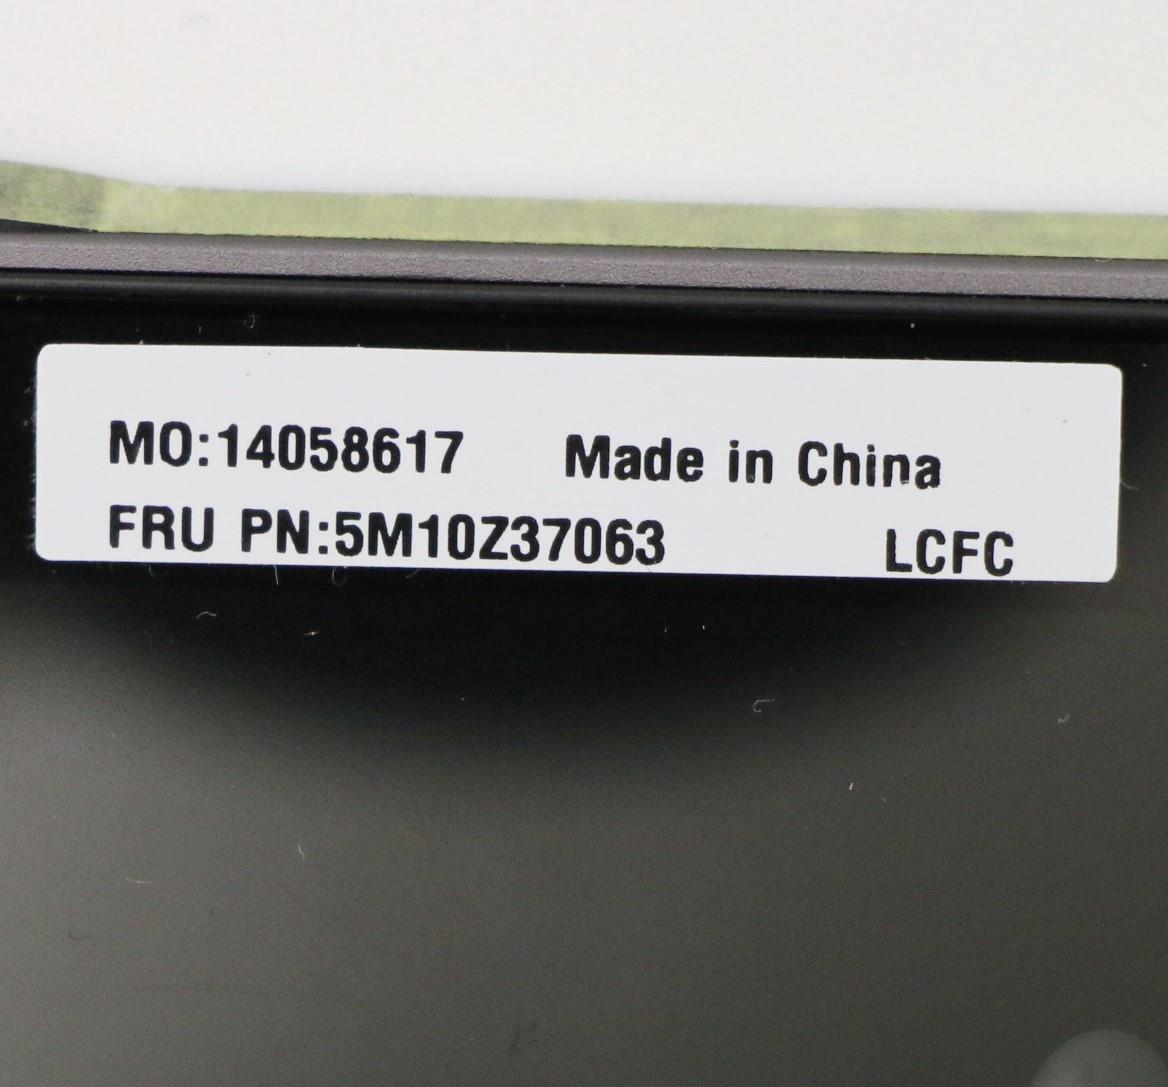 MO:14058617 Made in China
FRU PN:5M10Z37063 LCFC